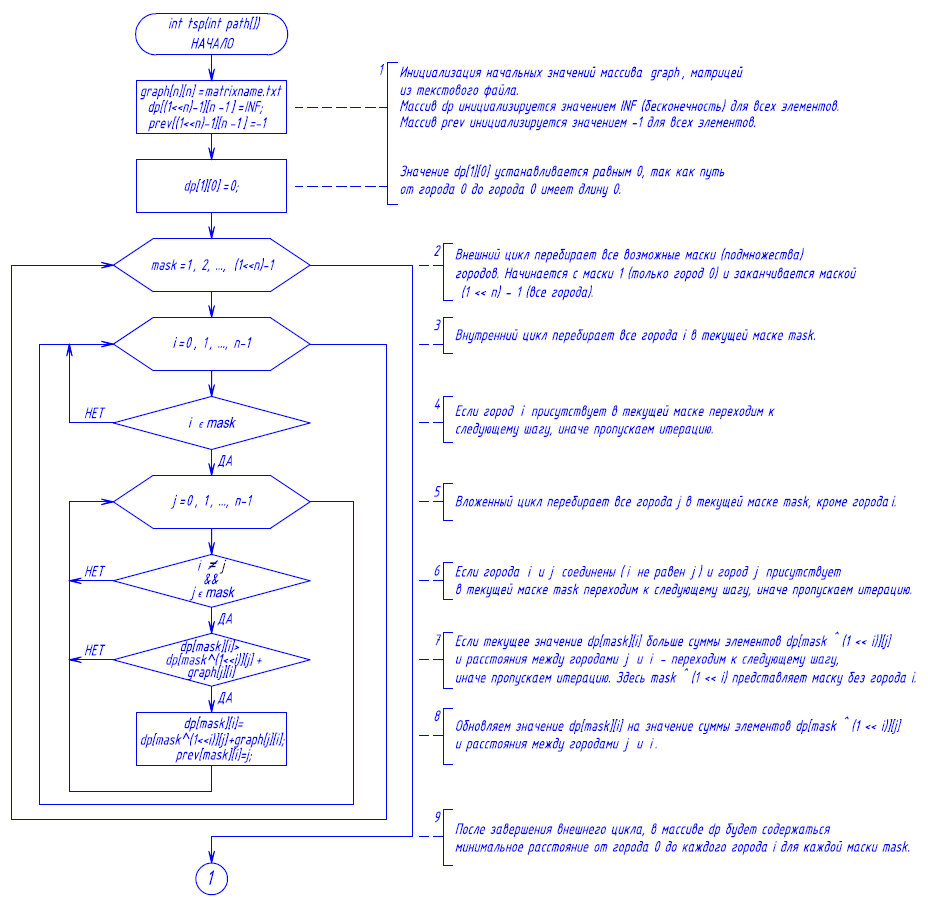 int tsp(int path[])
НАЧАЛО
graph[n][n] =matrixname.txt
dp[(1<<n)-1][n -1 ] =INF;
prev[(1<<n)-1][n -1 ] =-1
1
Инициализация начальных значений массива graph, матрицей
из текстового файла.
Массив dp инициализируется значением INF (бесконечность) для всех элементов.
Массив prev инициализируется значением -1 для всех элементов.
dp[1][0] =0;
Значение dp[1][0] устанавливается равным 0, так как путь
от города 0 до города 0 имеет длину 0.
mask =1, 2, ..., (1<<n)-1
2
Внешний цикл перебирает все возможные маски (подмножества)
городов. Начинается с маски 1 (только город 0) и заканчивается маской
(1 << n) - 1 (все города).
i=0, 1, ..., n-1
3
Внутренний цикл перебирает все города i в текущей маске mask.
НЕТ
i ϵ mask
4
Если город i присутствует в текущей маске переходим к
следующему шагу, иначе пропускаем итерацию.
ДА
j=0, 1, ..., n-1
5
Вложенный цикл перебирает все города j в текущей маске mask, кроме города i.
НЕТ
i ≠ j
&&
j ϵ mask
6
Если города i и j соединены ( i не равен j ) и город j присутствует
в текущей маске mask переходим к следующему шагу, иначе пропускаем итерацию.
ДА
НЕТ
dp[mask][i]>
dp[mask^(1<<i)][j] +
graph[j][i]
7
Если текущее значение dp[mask][i] больше суммы элементов dp[mask ^ (1 << i)][j]
и расстояния между городами j и i - переходим к следующему шагу,
иначе пропускаем итерацию. Здесь mask ^ (1 << i) представляет маску без города i.
ДА
dp[mask][i]=
dp[mask^(1<<i)][j]+graph[j][i];
prev[mask][i]=j;
8
Обновляем значение dp[mask][i] на значение суммы элементов dp[mask ^ (1 << i)][j]
и расстояния между городами j и i .
9
После завершения внешнего цикла, в массиве dp будет содержаться
минимальное расстояние от города 0 до каждого города i для каждой маски mask.
1